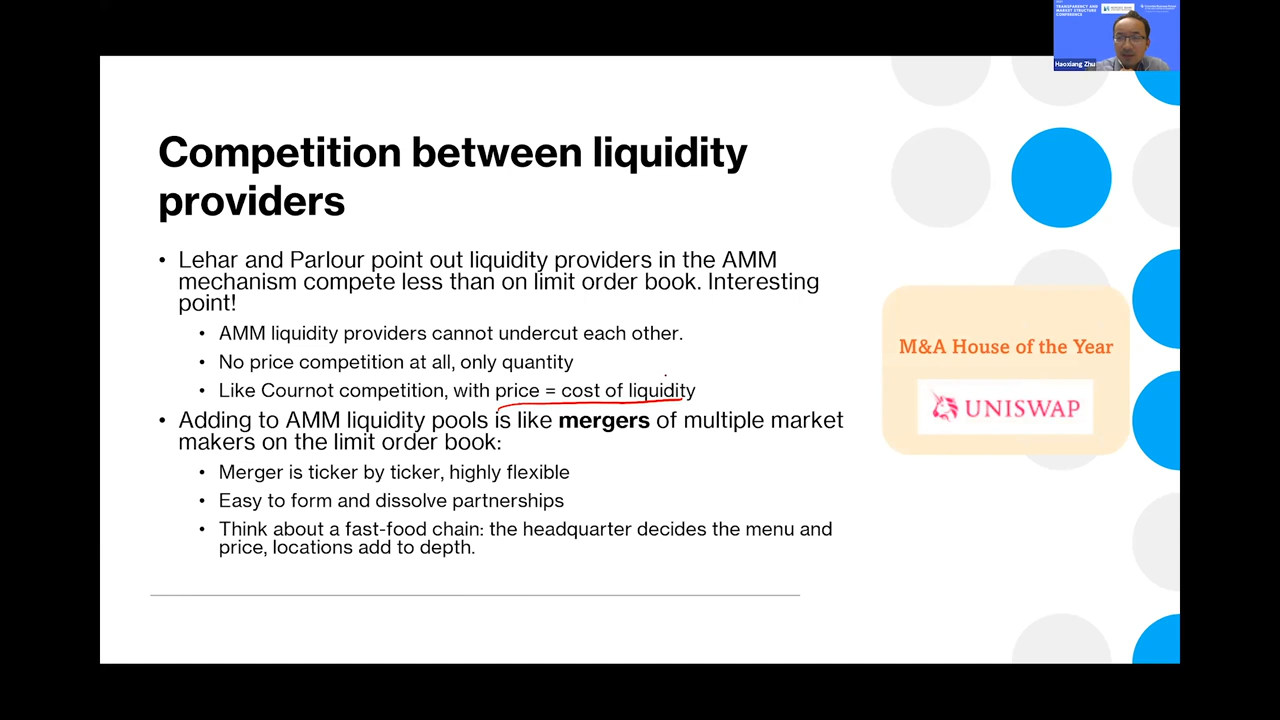 TRANSPARENCY AND
MARKET STRUCTURE
CONFERENCE
Haoxiang Zhu
Competition between liquidity
providers
• Lehar and Parlour point out liquidity providers in the AMM
mechanism compete less than on limit order book. Interesting
point!
• AMM liquidity providers cannot undercut each other.
• No price competition at all, only quantity
• Like Cournot competition, with price = cost of liquidity
• Adding to AMM liquidity pools is like mergers of multiple market
makers on the limit order book:
• Merger is ticker by ticker, highly flexible
• Easy to form and dissolve partnerships
• Think about a fast-food chain: the headquarter decides the menu and
price, locations add to depth.
M&A House of the Year
UNISWAP